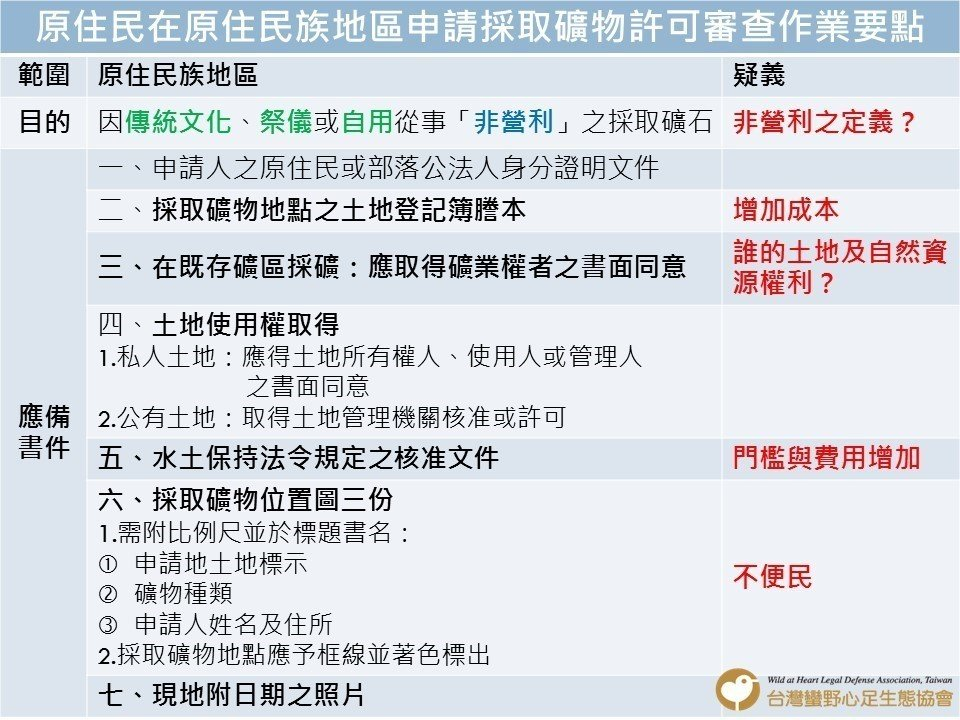 原住民在原住民族地區申請採取礦物許可審查作業要點
範圍 原住民族地區 疑義
目的 因傳統文化、祭儀或自用從事「非營利」之採取礦石 非營利之定義？
應備
書件
一、申請人之原住民或部落公法人身分證明文件
二、採取礦物地點之土地登記簿謄本 增加成本
三、在既存礦區採礦：應取得礦業權者之書面同意
誰的土地及自然資
源權利？
四、土地使用權取得
1.私人土地：應得土地所有權人、使用人或管理人
之書面同意
2.公有土地：取得土地管理機關核准或許可
五、水土保持法令規定之核准文件 門檻與費用增加
六、採取礦物位置圖三份
1.需附比例尺並於標題書名：
① 申請地土地標示
② 礦物種類
③ 申請人姓名及住所
2.採取礦物地點應予框線並著色標出
不便民
七、現地附日期之照片
Wild at Heart Legal Defense Association, Taiwan
台灣蠻野心足生態協會